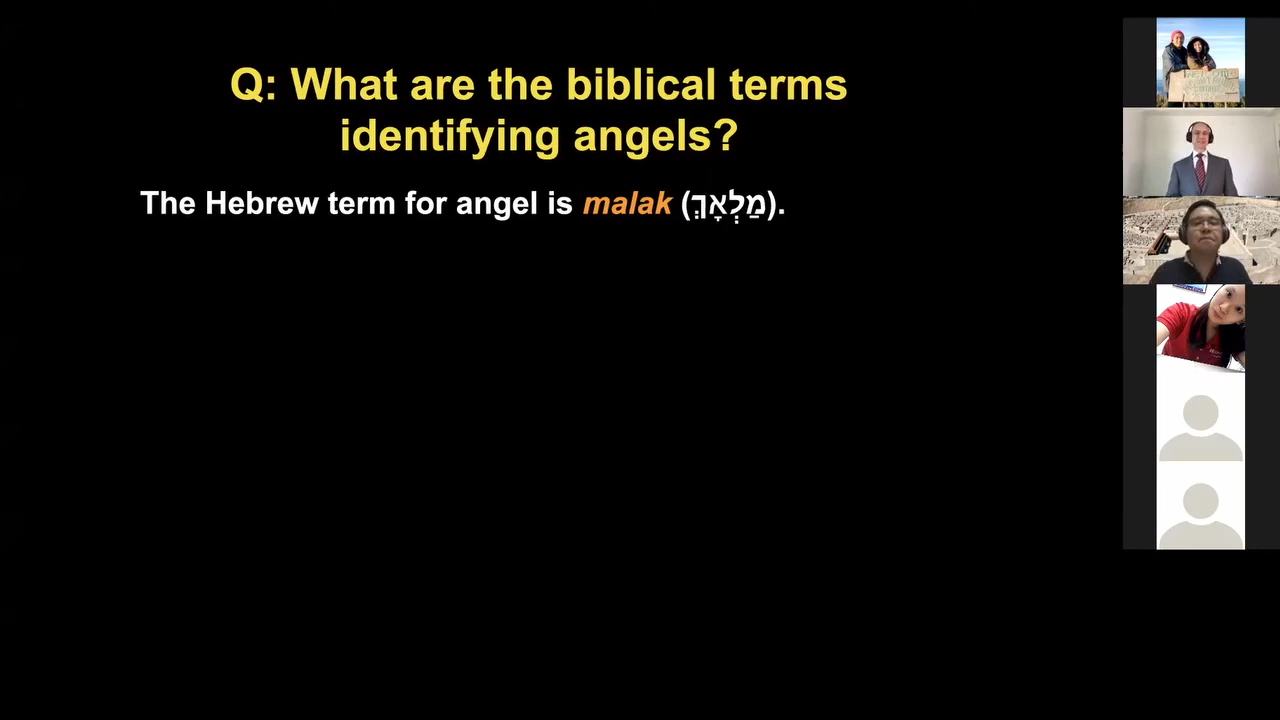 Q: What are the biblical terms
identifying angels?
The Hebrew term for angel is malak (מַלְאָךְ).